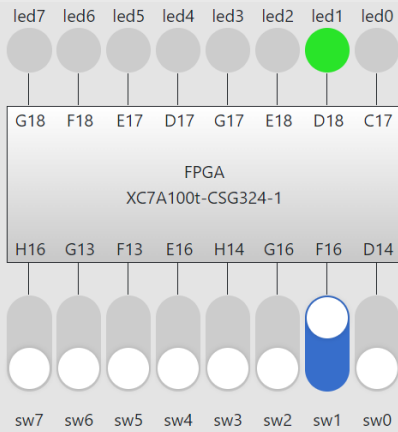 led7 led6 led5 led4 led3 led2 led1 led0
G18 F18 E17 D17 G17 E18 D18 C17
FPGA
XC7A100t-CSG324-1
H16 G13 F13 E16 H14 G16 F16 D14
sw7 sw6 sw5 sw4 sw3 sw2 sw1 sw0